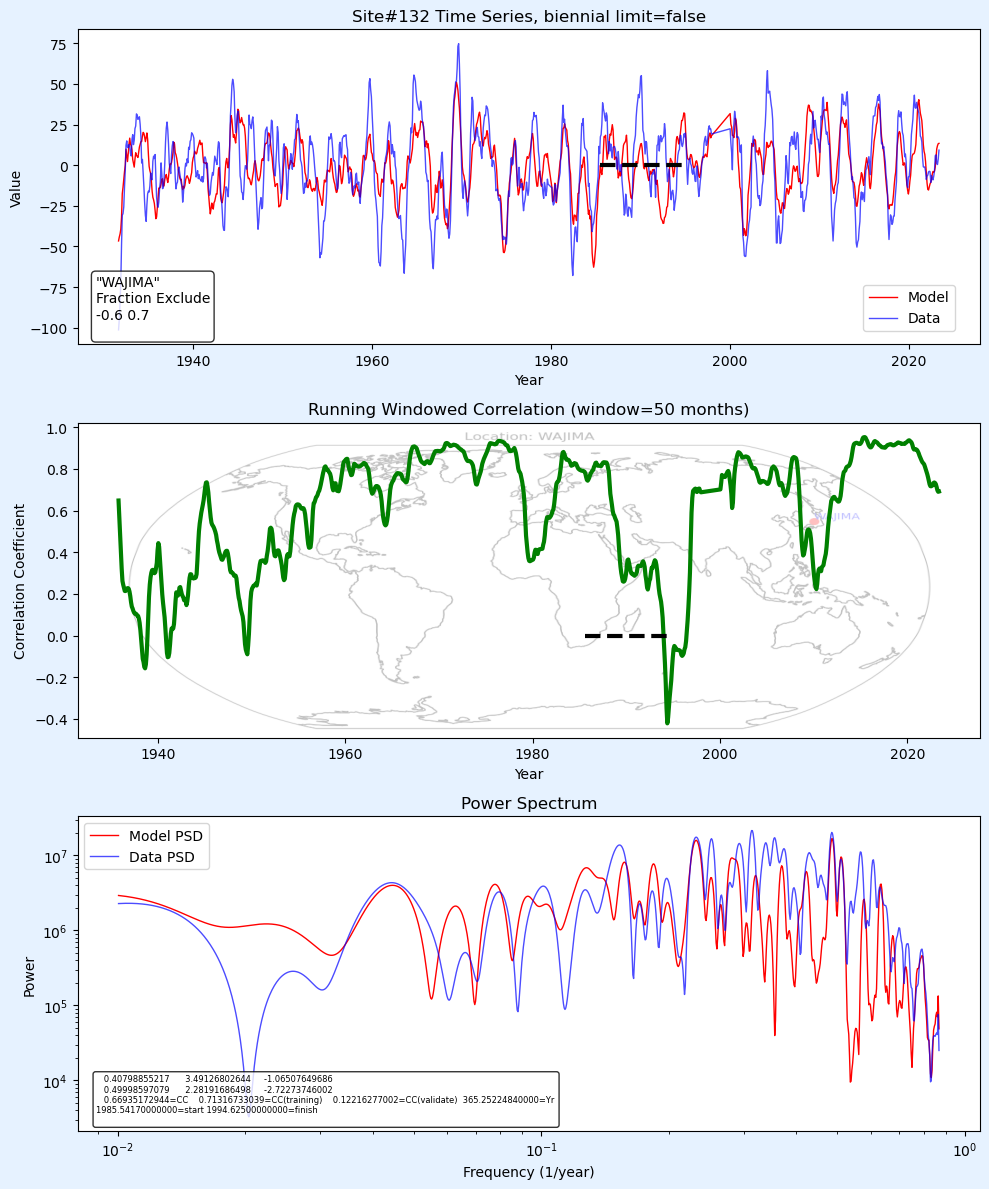 Site#132 Time Series, biennial limit=false
Value
75
50
25
0
−25
−50
−75
−100
"WAJIMA"
Fraction Exclude
-0.6 0.7
Model
Data
1940
1960
1980
2000
2020
Year
Running Windowed Correlation (window=50 months)
Correlation Coefficient
1.0
0.8
0.6
0.4
0.2
0.0
−0.2
−0.4
Location: WAJIMA
WAJIMA
1940
1960
1980
2000
2020
Year
Power Spectrum
Power
10^7
10^6
10^5
10^4
Model PSD
Data PSD
0.40798855217 3.49126802644 -1.06507649686
0.49998597079 2.28191686498 -2.72273746002
0.66935172944=CC 0.71316733039=CC(training) 0.12216277002=CC(validate) 365.25224840000=Yr
1985.54170000000=start 1994.62500000000=finish
10^−2
10^−1
10^0
Frequency (1/year)